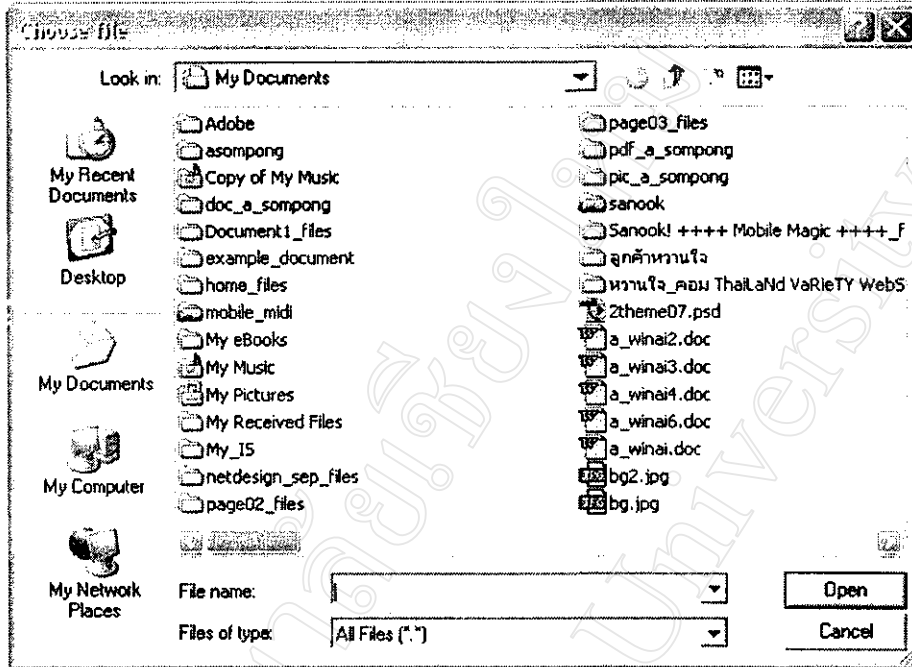 Choose file
Look in: My Documents
My Recent Documents
Desktop
My Documents
My Computer
My Network Places
Adobe
asompong
Copy of My Music
doc_a_sompong
Document1_files
example_document
home_files
mobile_midi
My eBooks
My Music
My Pictures
My Received Files
My_IS
netdesign_sep_files
page02_files
page03_files
pdf_a_sompong
pic_a_sompong
sanook
Sanook! ++++ Mobile Magic ++++_f
ลูกค้าหวานใจ
หวานใจ_คอม ThaiLaNd VaRIeTY WebS
2theme07.psd
a_winai2.doc
a_winai3.doc
a_winai4.doc
a_winai6.doc
a_winai.doc
bg2.jpg
bg.jpg
File name:
Open
Files of type: All Files (*.*)
Cancel
University